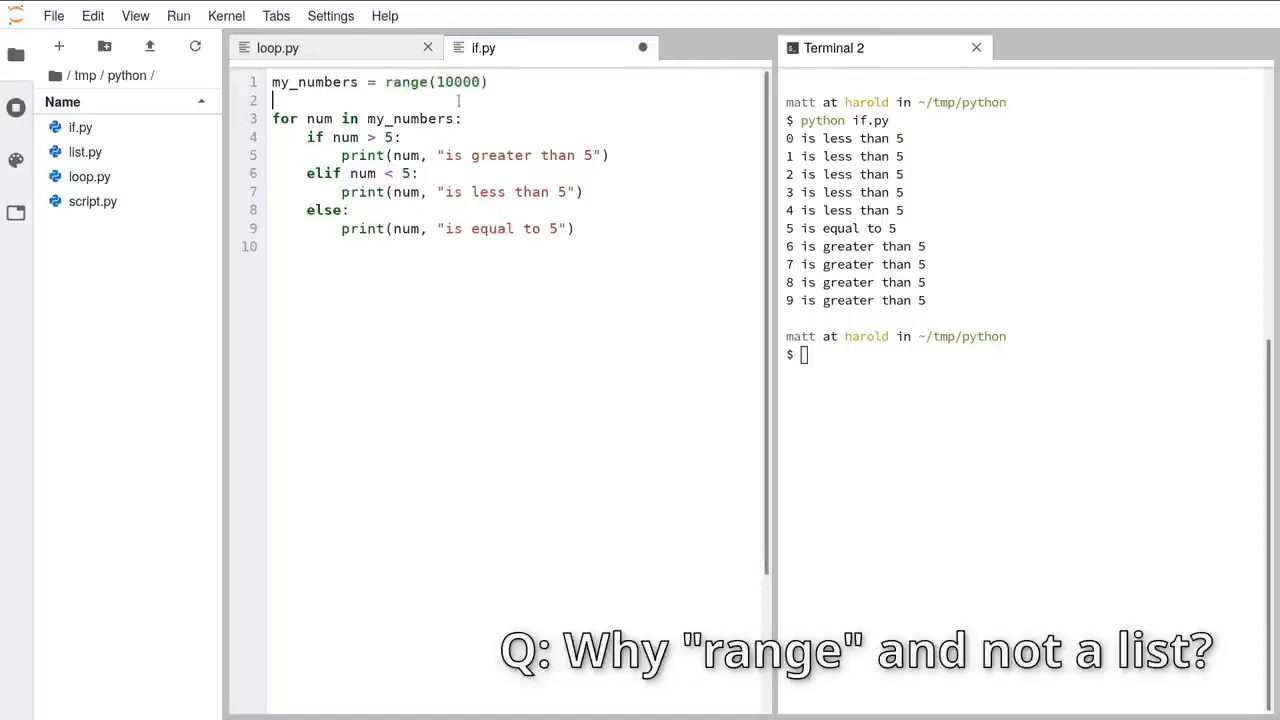 File Edit View Run Kernel Tabs Settings Help
/ tmp / python /
Name
if.py
list.py
loop.py
script.py
loop.py
if.py
1 my_numbers = range(10000)
2
3 for num in my_numbers:
4     if num > 5:
5         print(num, "is greater than 5")
6     elif num < 5:
7         print(num, "is less than 5")
8     else:
9         print(num, "is equal to 5")
10
Terminal 2
matt at harold in ~/tmp/python
$ python if.py
0 is less than 5
1 is less than 5
2 is less than 5
3 is less than 5
4 is less than 5
5 is equal to 5
6 is greater than 5
7 is greater than 5
8 is greater than 5
9 is greater than 5
matt at harold in ~/tmp/python
$
Q: Why "range" and not a list?